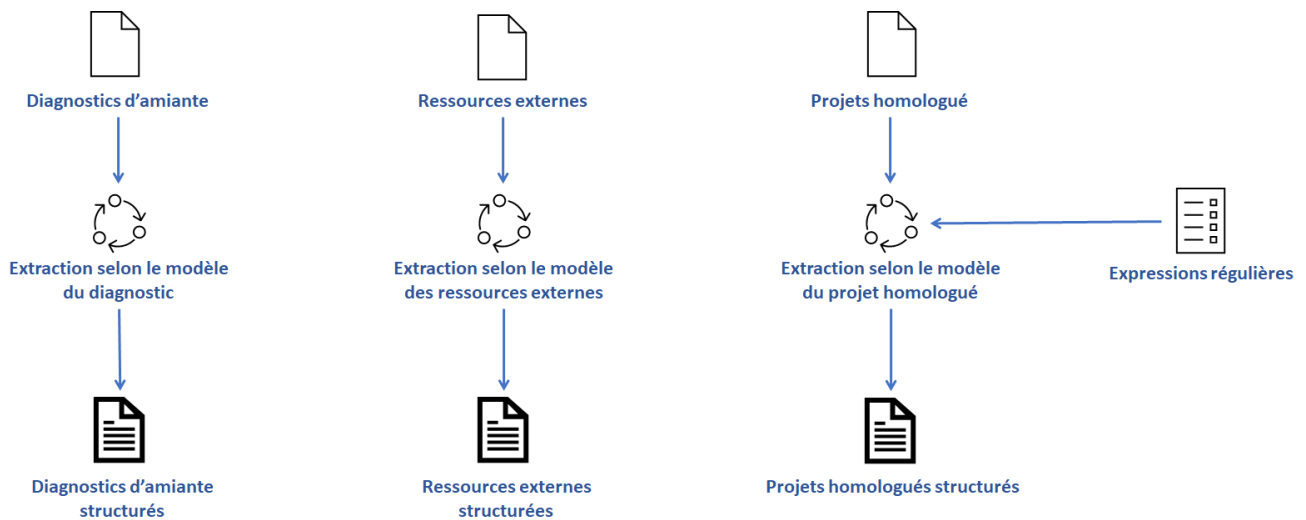 Diagnostics d'amiante
Ressources externes
Projets homologué
Extraction selon le modèle
du diagnostic
Extraction selon le modèle
des ressources externes
Extraction selon le modèle
du projet homologué
Expressions régulières
Diagnostics d'amiante
structurés
Ressources externes
structurées
Projets homologués structurés